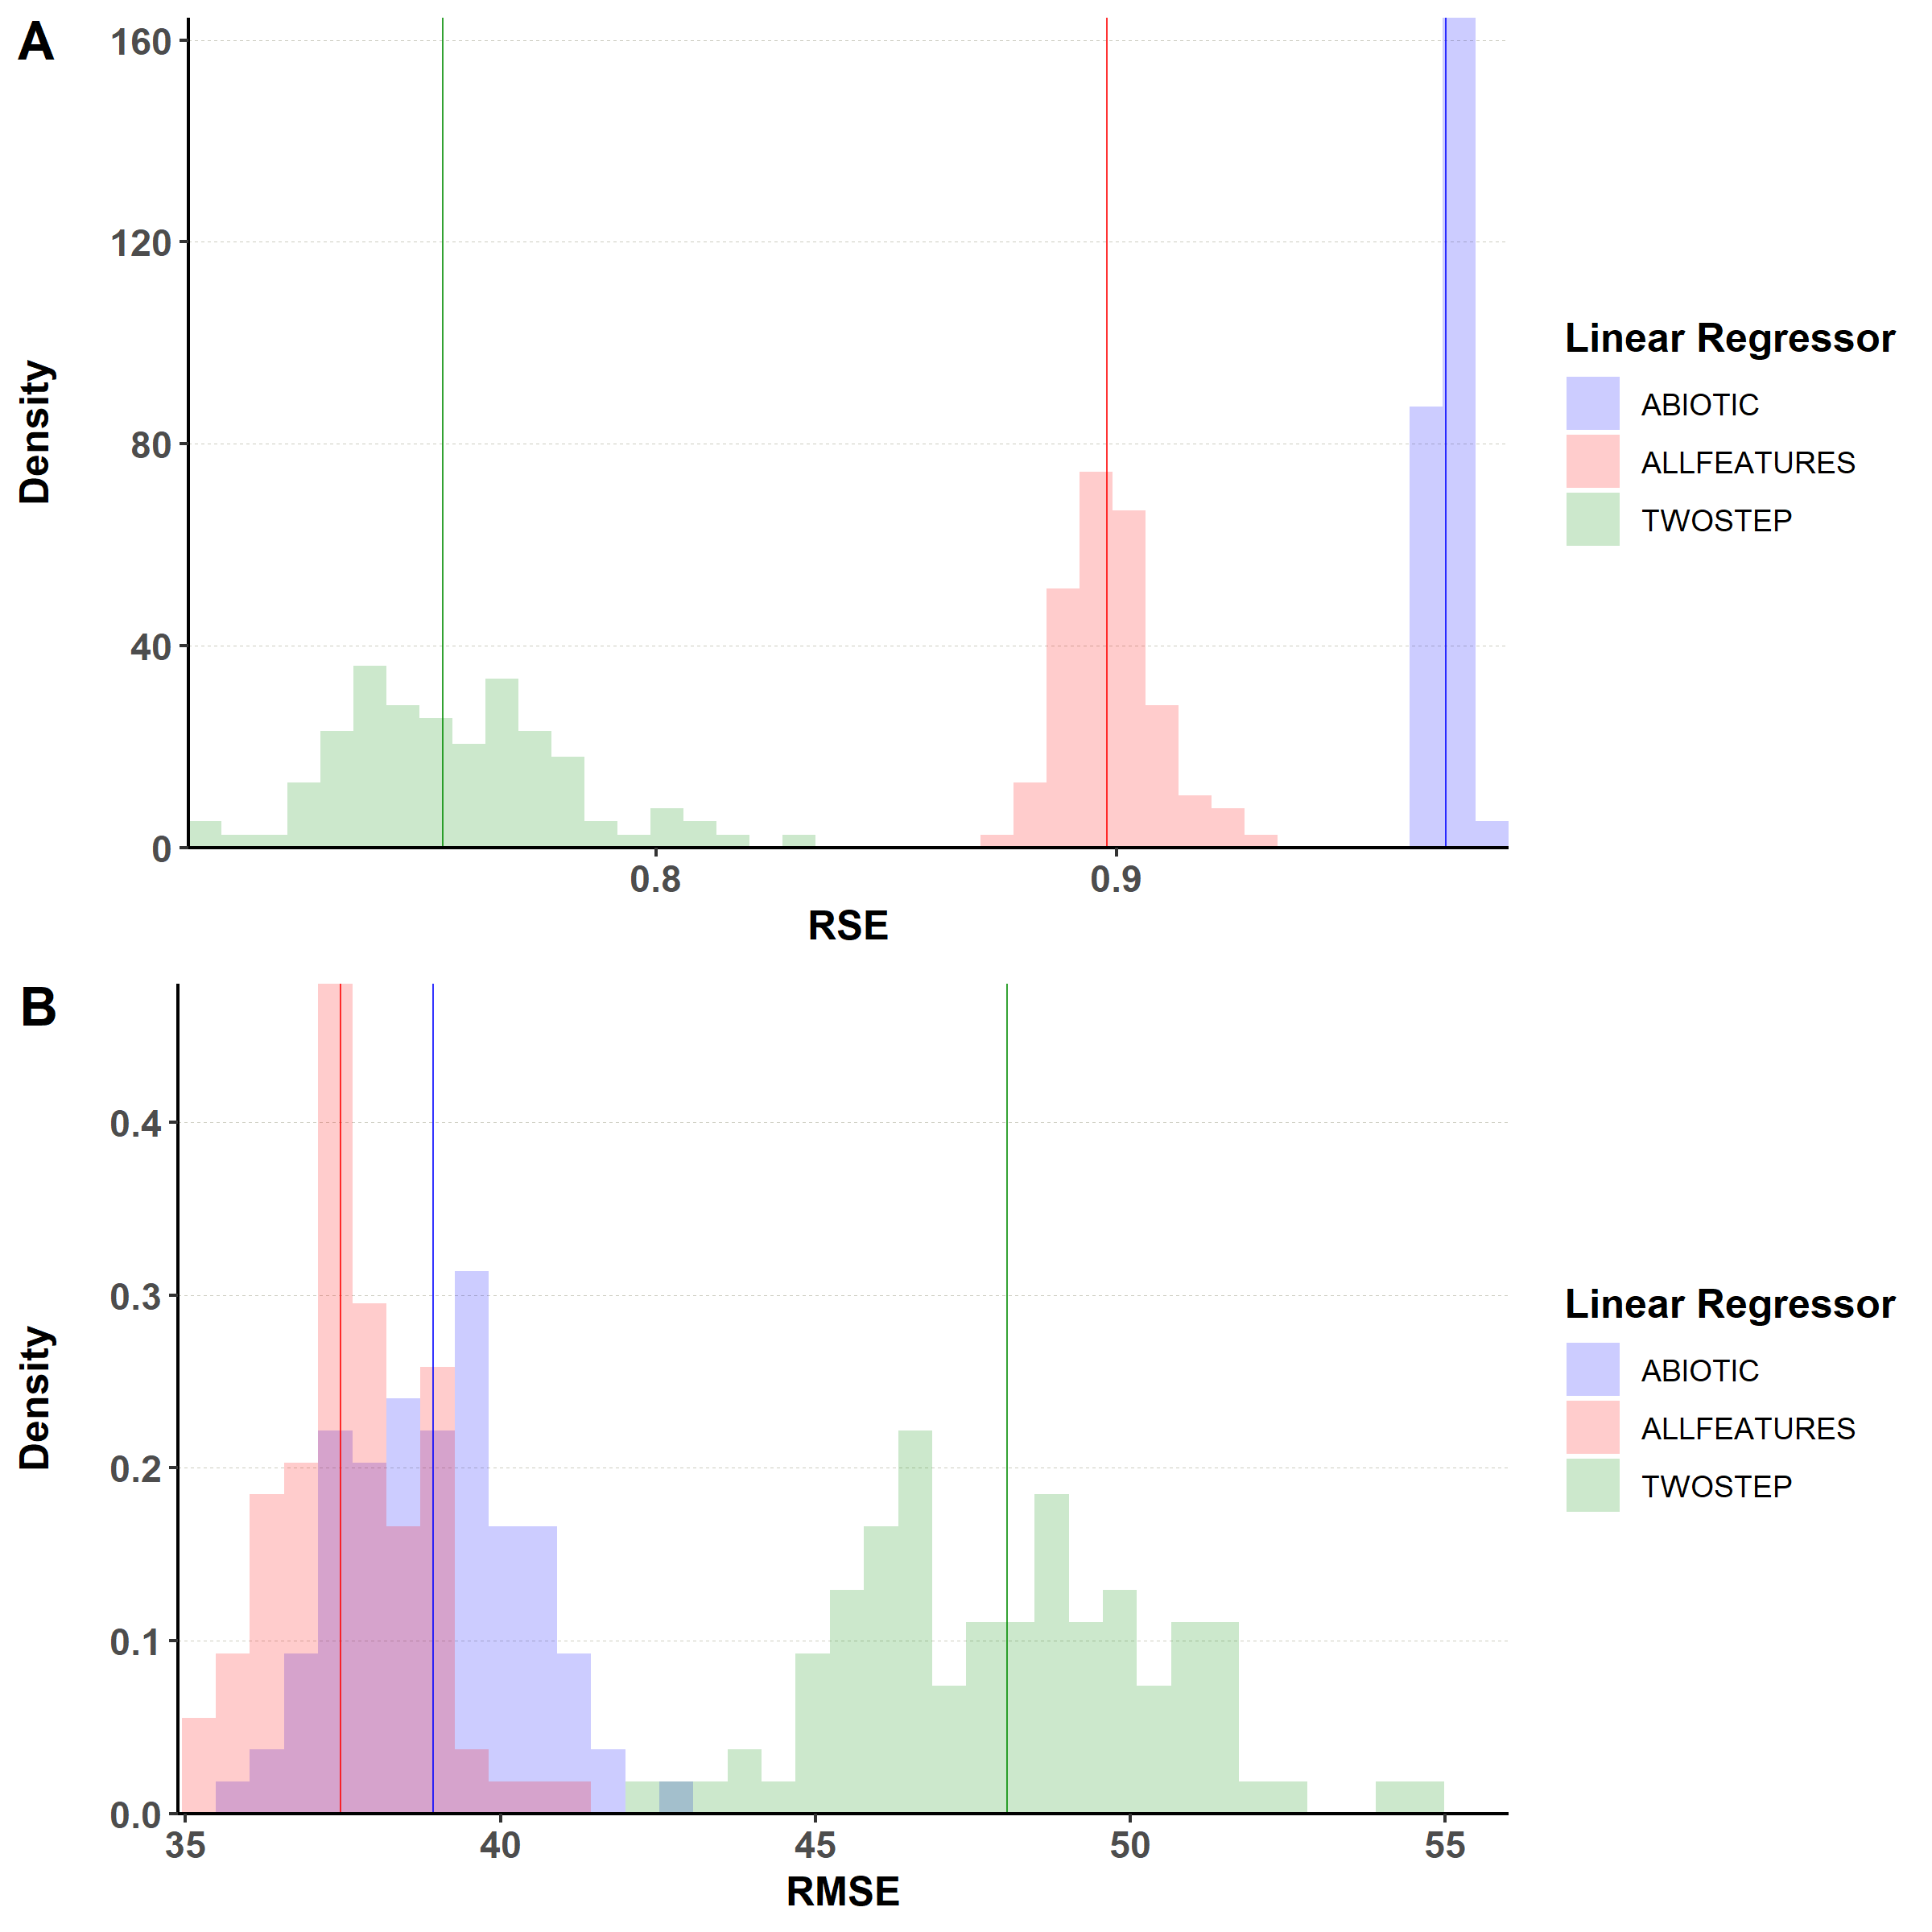 A
160
120
80
40
0
Density
0.8
0.9
RSE
Linear Regressor
ABIOTIC
ALLFEATURES
TWOSTEP
B
0.4
0.3
0.2
0.1
0.0
Density
35
40
45
50
55
RMSE
Linear Regressor
ABIOTIC
ALLFEATURES
TWOSTEP